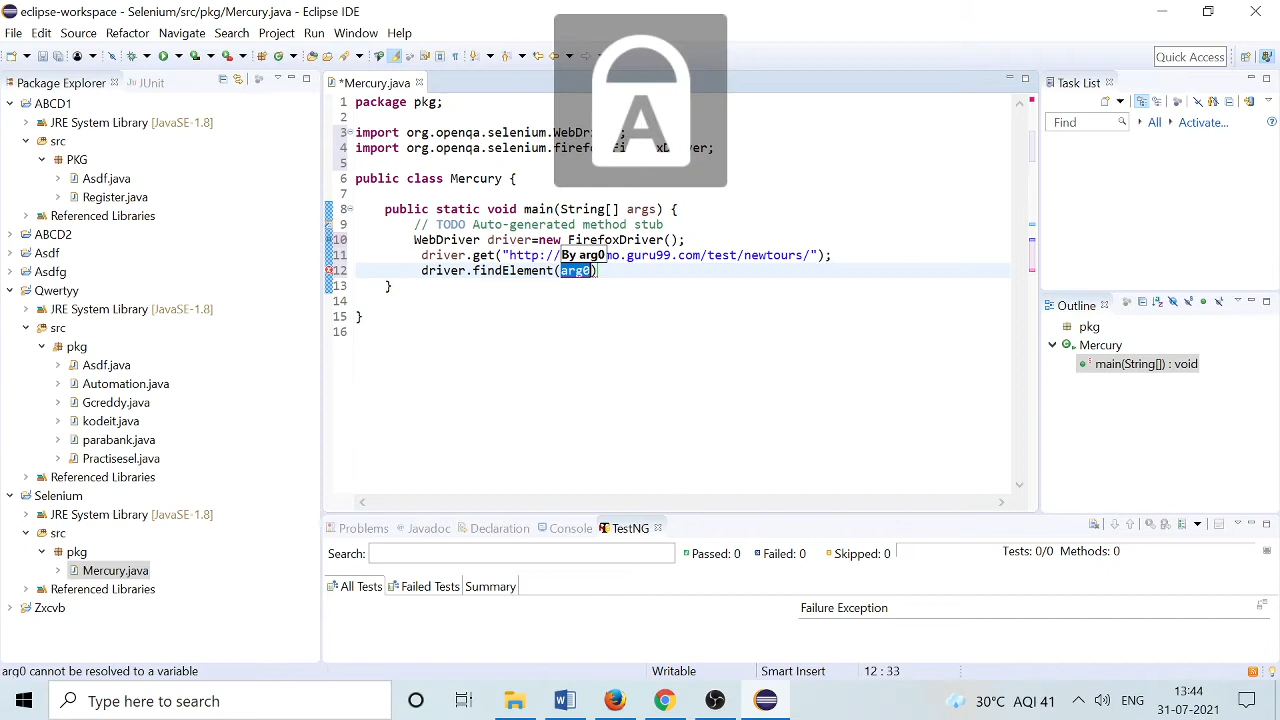 eclipse-workspace - Selenium/src/pkg/Mercury.java - Eclipse IDE
File Edit Source Refactor Navigate Search Project Run Window Help
Quick Access
Package Explorer JUnit
*Mercury.java
Task List
ABCD1
JRE System Library [JavaSE-1.8]
src
PKG
Asdf.java
Register.java
Referenced Libraries
ABCD2
Asdf
Asdfg
Qwertyy
JRE System Library [JavaSE-1.8]
src
pkg
Asdf.java
Automation.java
Gcreddy.java
kodeit.java
parabank.java
Practisesel.java
Referenced Libraries
Selenium
JRE System Library [JavaSE-1.8]
src
pkg
Mercury.java
Referenced Libraries
Zxcvb
A
1 package pkg;
2
3 import org.openqa.selenium.WebDri
4 import org.openqa.selenium.firefo F Driver;
5
6 public class Mercury {
7
8 public static void main(String[] args) {
9 // TODO Auto-generated method stub
10 WebDriver driver=new FirefoxDriver();
11 driver.get("http:// mo.guru99.com/test/newtours/");
By arg0
12 driver.findElement(arg0)
13 }
14
15 }
16
Find All Activate...
Outline
pkg
Mercury
main(String[]) : void
Problems Javadoc Declaration Console TestNG
Search: Passed: 0 Failed: 0 Skipped: 0 Tests: 0/0 Methods: 0
All Tests Failed Tests Summary
Failure Exception
arg0 cannot be resolved to a variable Writable Smart Insert 12 : 33
Type here to search
30°C AQI 41 ENG
13:44
31-07-2021